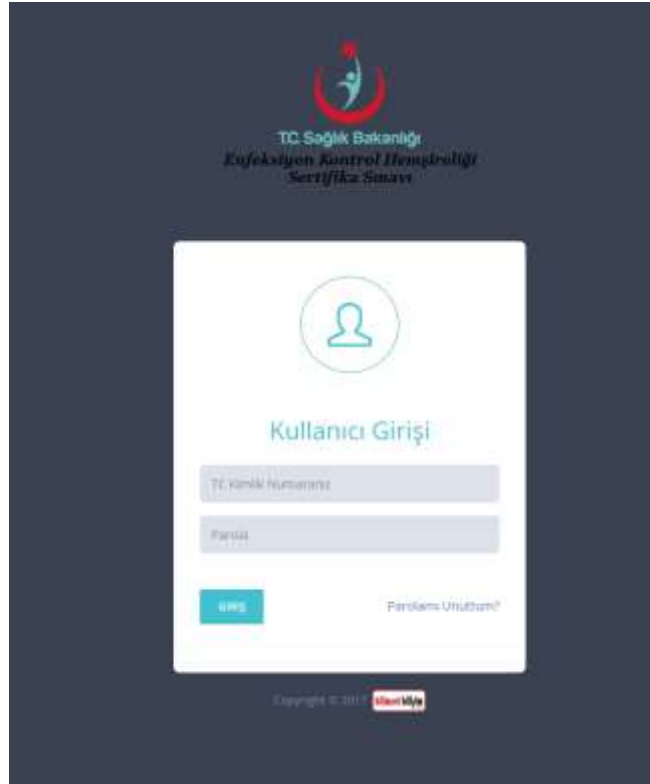 T.C. Sağlık Bakanlığı
Enfeksiyon Kontrol Hemşireliği
Sertifika Sınavı
Kullanıcı Girişi
TC Kimlik Numaranız
Parola
GİRİŞ
Parolamı Unuttum?
Copyright © 2017